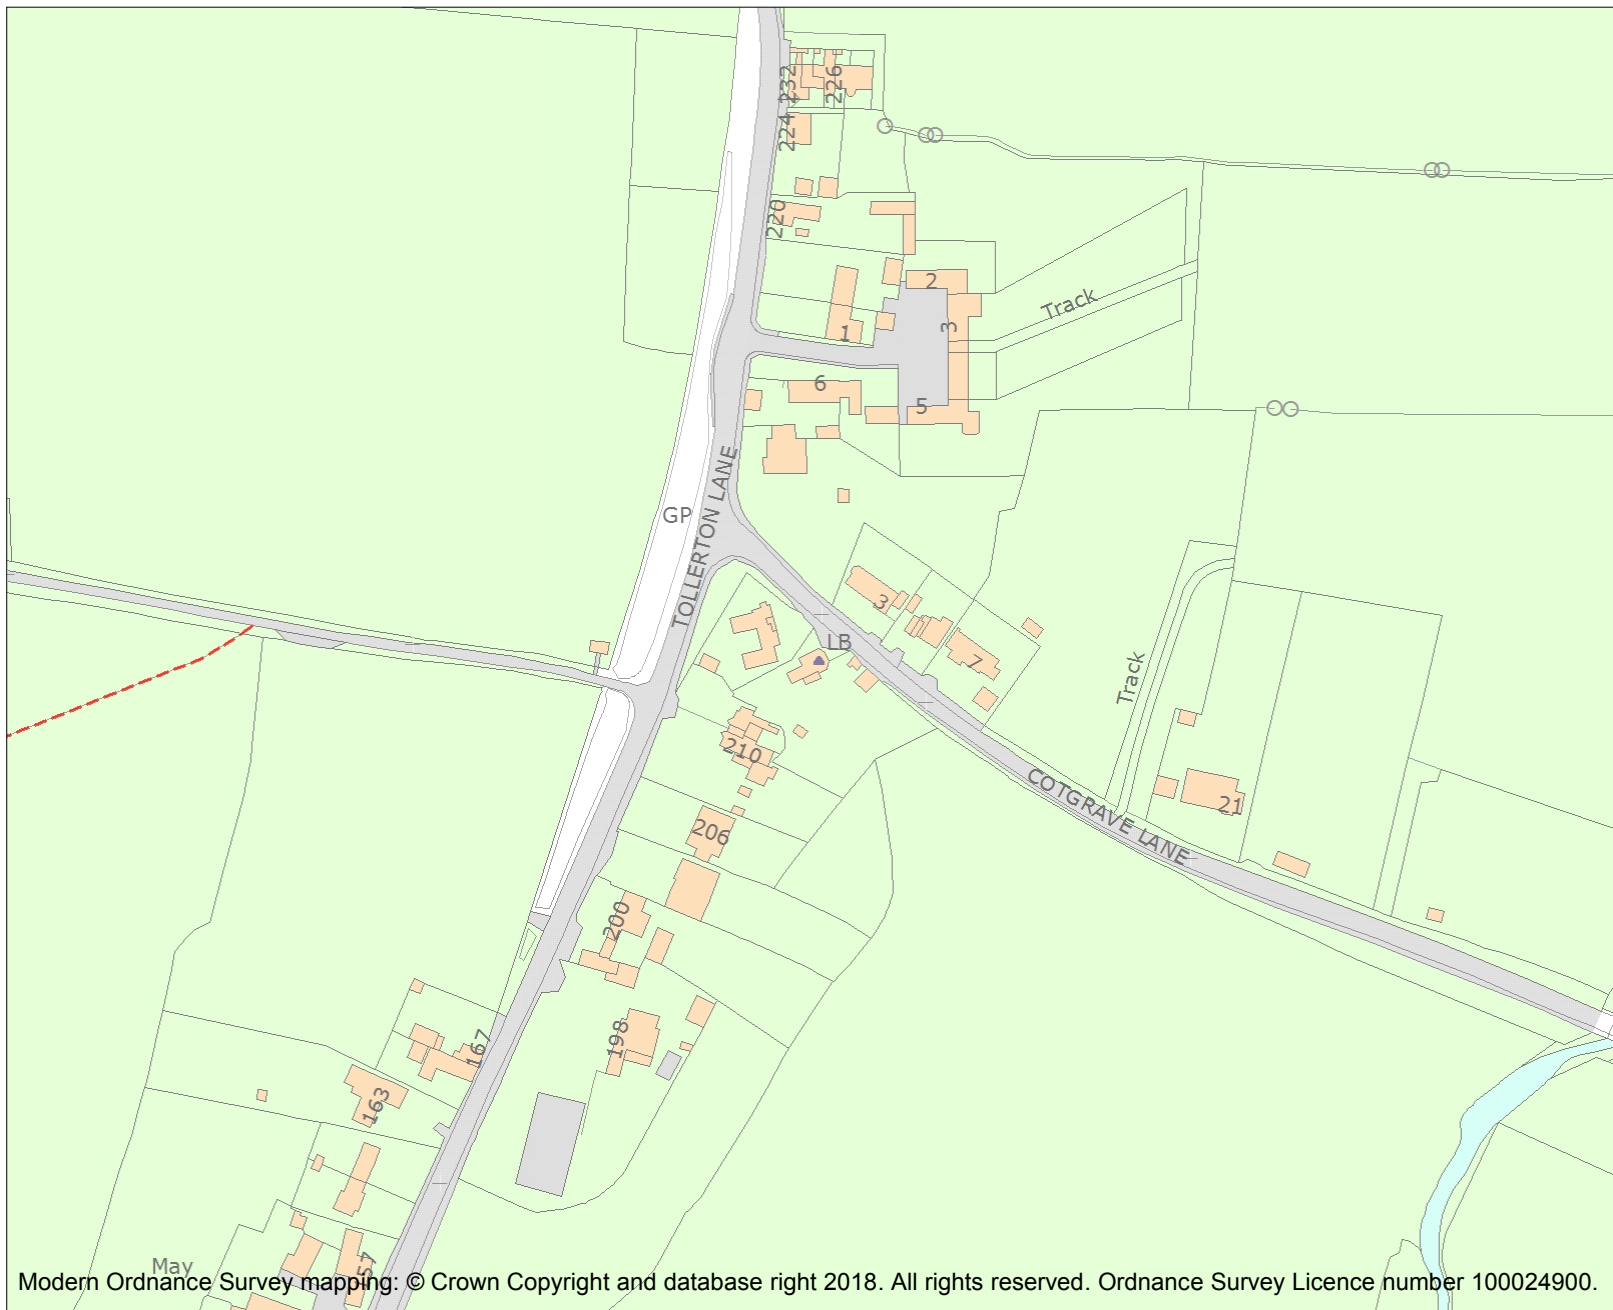 232
226
224
220
2
Track
3
1
6
5
TOLLERTON LANE
GP
3
LB
7
Track
210
COTGRAVE LANE
21
206
200
198
167
163
May
57
Modern Ordnance Survey mapping: © Crown Copyright and database right 2018. All rights reserved. Ordnance Survey Licence number 100024900.